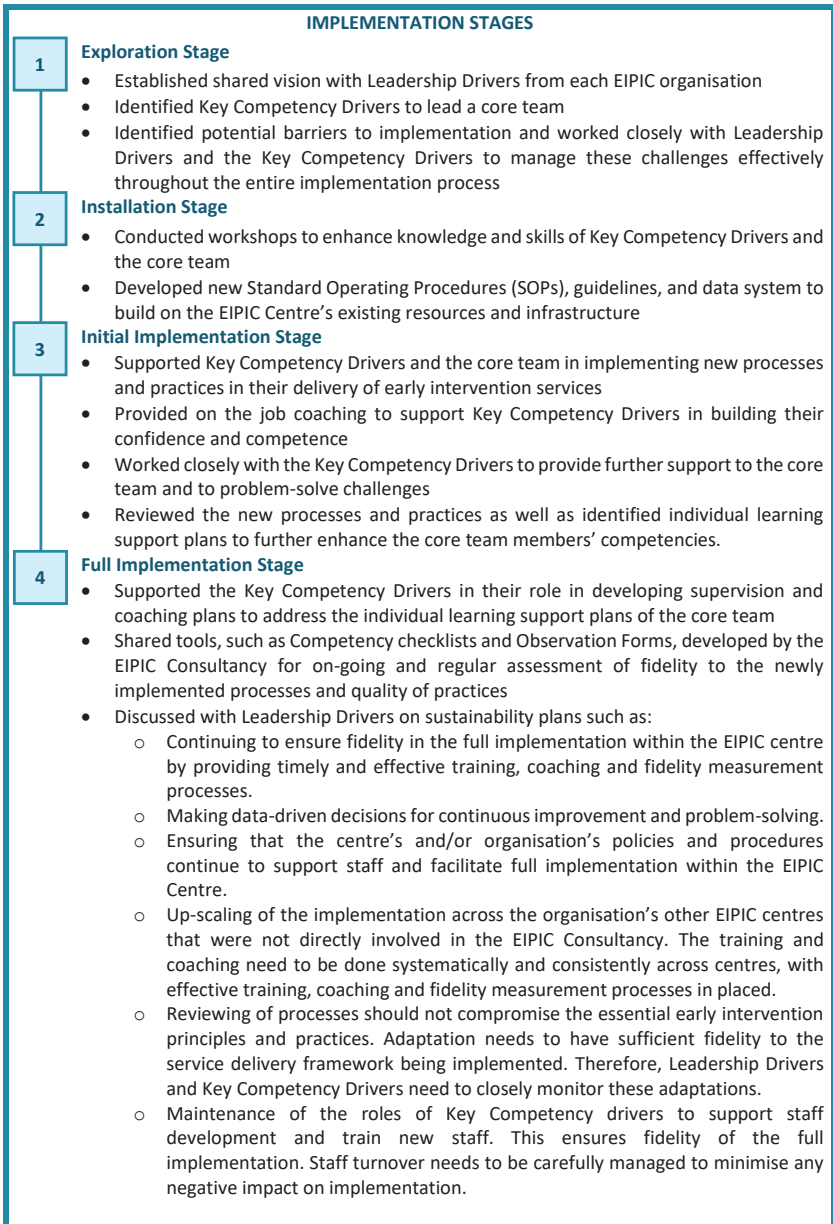 IMPLEMENTATION STAGES
1
Exploration Stage
• Established shared vision with Leadership Drivers from each EIPIC organisation
• Identified Key Competency Drivers to lead a core team
• Identified potential barriers to implementation and worked closely with Leadership
Drivers and the Key Competency Drivers to manage these challenges effectively
throughout the entire implementation process
2
Installation Stage
• Conducted workshops to enhance knowledge and skills of Key Competency Drivers and
the core team
• Developed new Standard Operating Procedures (SOPs), guidelines, and data system to
build on the EIPIC Centre's existing resources and infrastructure
3
Initial Implementation Stage
• Supported Key Competency Drivers and the core team in implementing new processes
and practices in their delivery of early intervention services
• Provided on the job coaching to support Key Competency Drivers in building their
confidence and competence
• Worked closely with the Key Competency Drivers to provide further support to the core
team and to problem-solve challenges
• Reviewed the new processes and practices as well as identified individual learning
support plans to further enhance the core team members' competencies.
4
Full Implementation Stage
• Supported the Key Competency Drivers in their role in developing supervision and
coaching plans to address the individual learning support plans of the core team
• Shared tools, such as Competency checklists and Observation Forms, developed by the
EIPIC Consultancy for on-going and regular assessment of fidelity to the newly
implemented processes and quality of practices
• Discussed with Leadership Drivers on sustainability plans such as:
o Continuing to ensure fidelity in the full implementation within the EIPIC centre
by providing timely and effective training, coaching and fidelity measurement
processes.
o Making data-driven decisions for continuous improvement and problem-solving.
o Ensuring that the centre's and/or organisation's policies and procedures
continue to support staff and facilitate full implementation within the EIPIC
Centre.
o Up-scaling of the implementation across the organisation's other EIPIC centres
that were not directly involved in the EIPIC Consultancy. The training and
coaching need to be done systematically and consistently across centres, with
effective training, coaching and fidelity measurement processes in placed.
o Reviewing of processes should not compromise the essential early intervention
principles and practices. Adaptation needs to have sufficient fidelity to the
service delivery framework being implemented. Therefore, Leadership Drivers
and Key Competency Drivers need to closely monitor these adaptations.
o Maintenance of the roles of Key Competency drivers to support staff
development and train new staff. This ensures fidelity of the full
implementation. Staff turnover needs to be carefully managed to minimise any
negative impact on implementation.